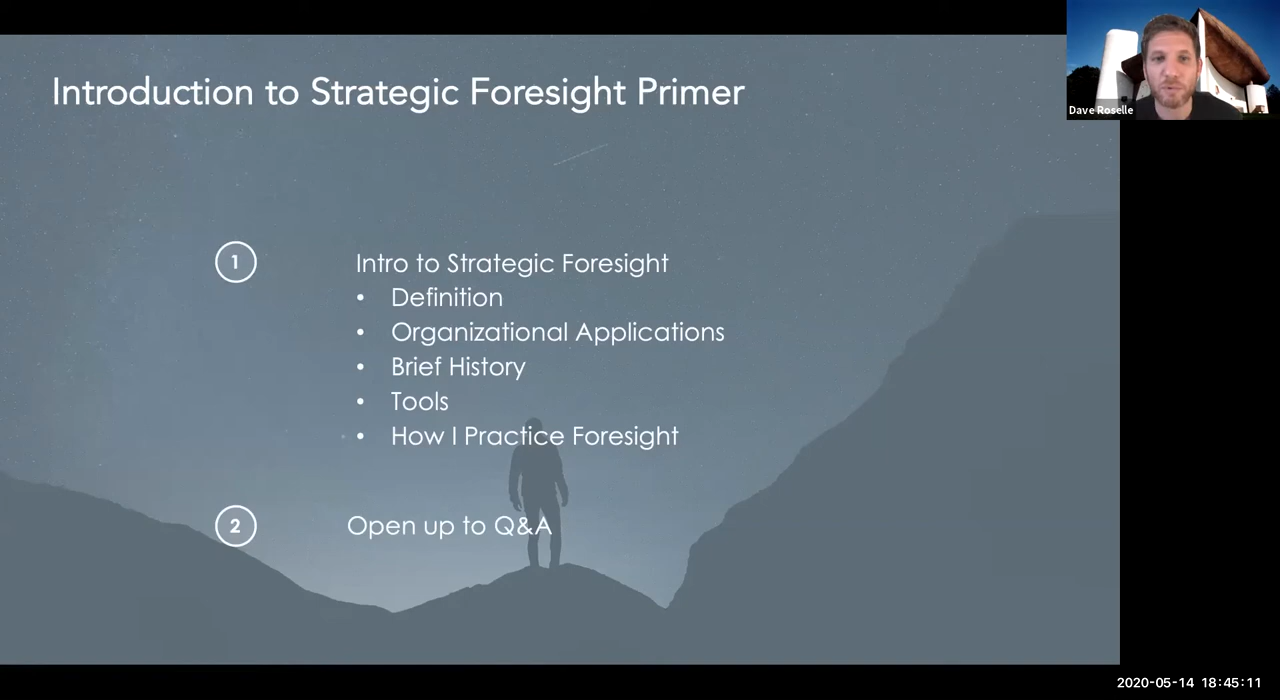 Introduction to Strategic Foresight Primer
Dave Roselle
1
Intro to Strategic Foresight
• Definition
• Organizational Applications
• Brief History
• Tools
• How I Practice Foresight
2
Open up to Q&A
2020-05-14 18:45:11